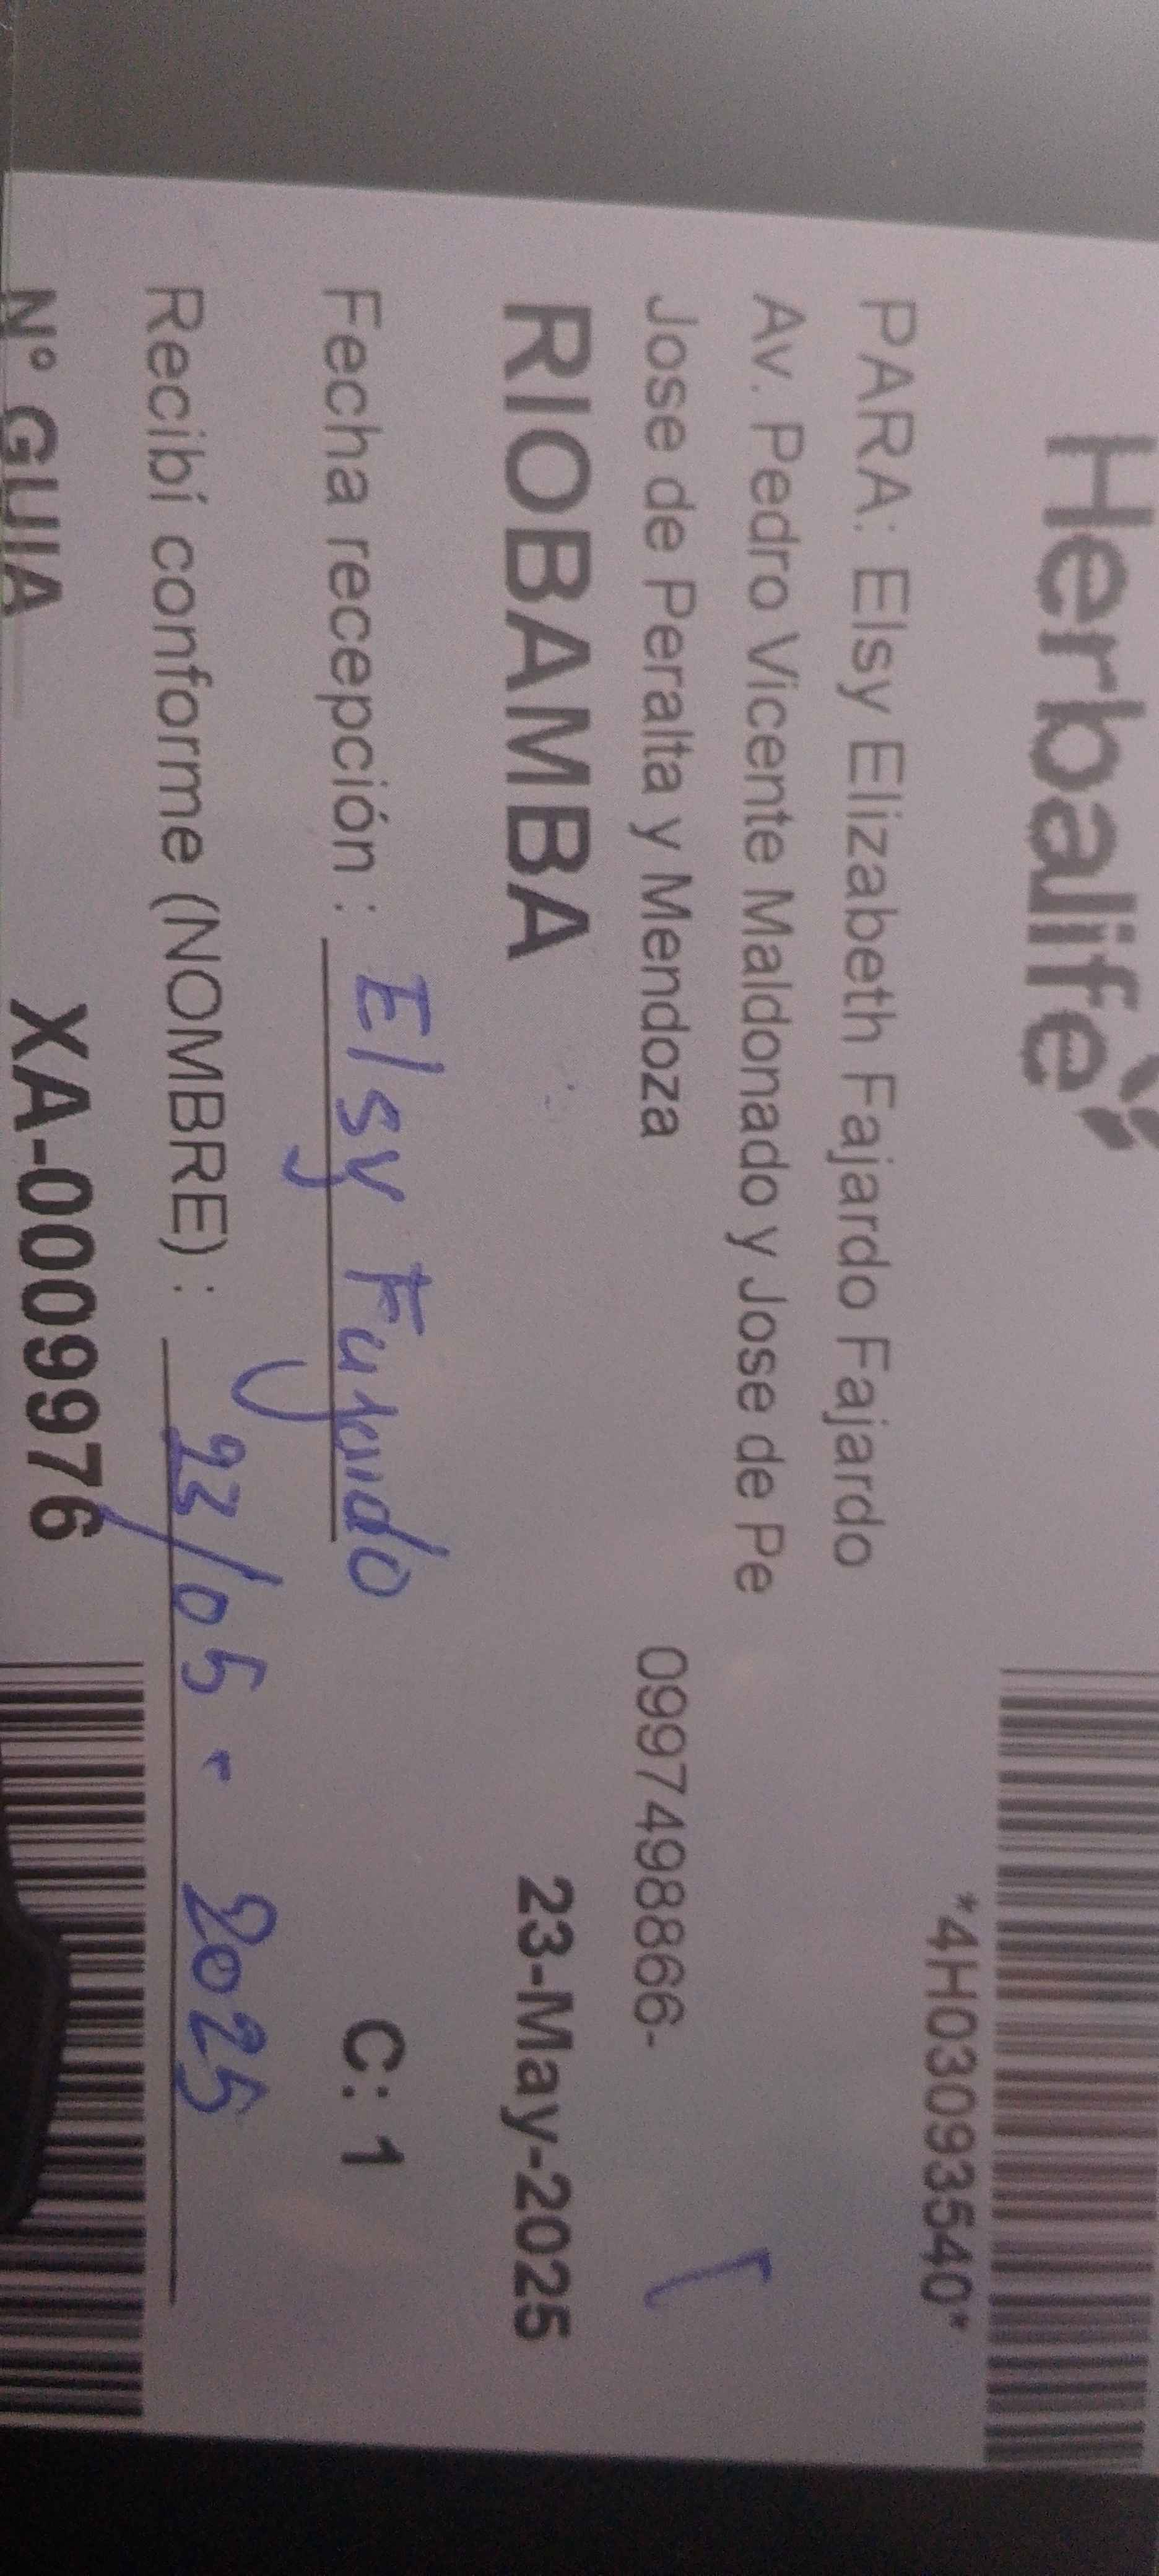 Herbalife
*4H03093540*
PARA: Elsy Elizabeth Fajardo Fajardo
Av. Pedro Vicente Maldonado y Jose de Pe
Jose de Peralta y Mendoza 0997498866-
RIOBAMBA 23-May-2025
Fecha recepción : Elsy Fajardo C: 1
Recibí conforme (NOMBRE) : 23/05 . 2025
N° GUIA XA-0009976